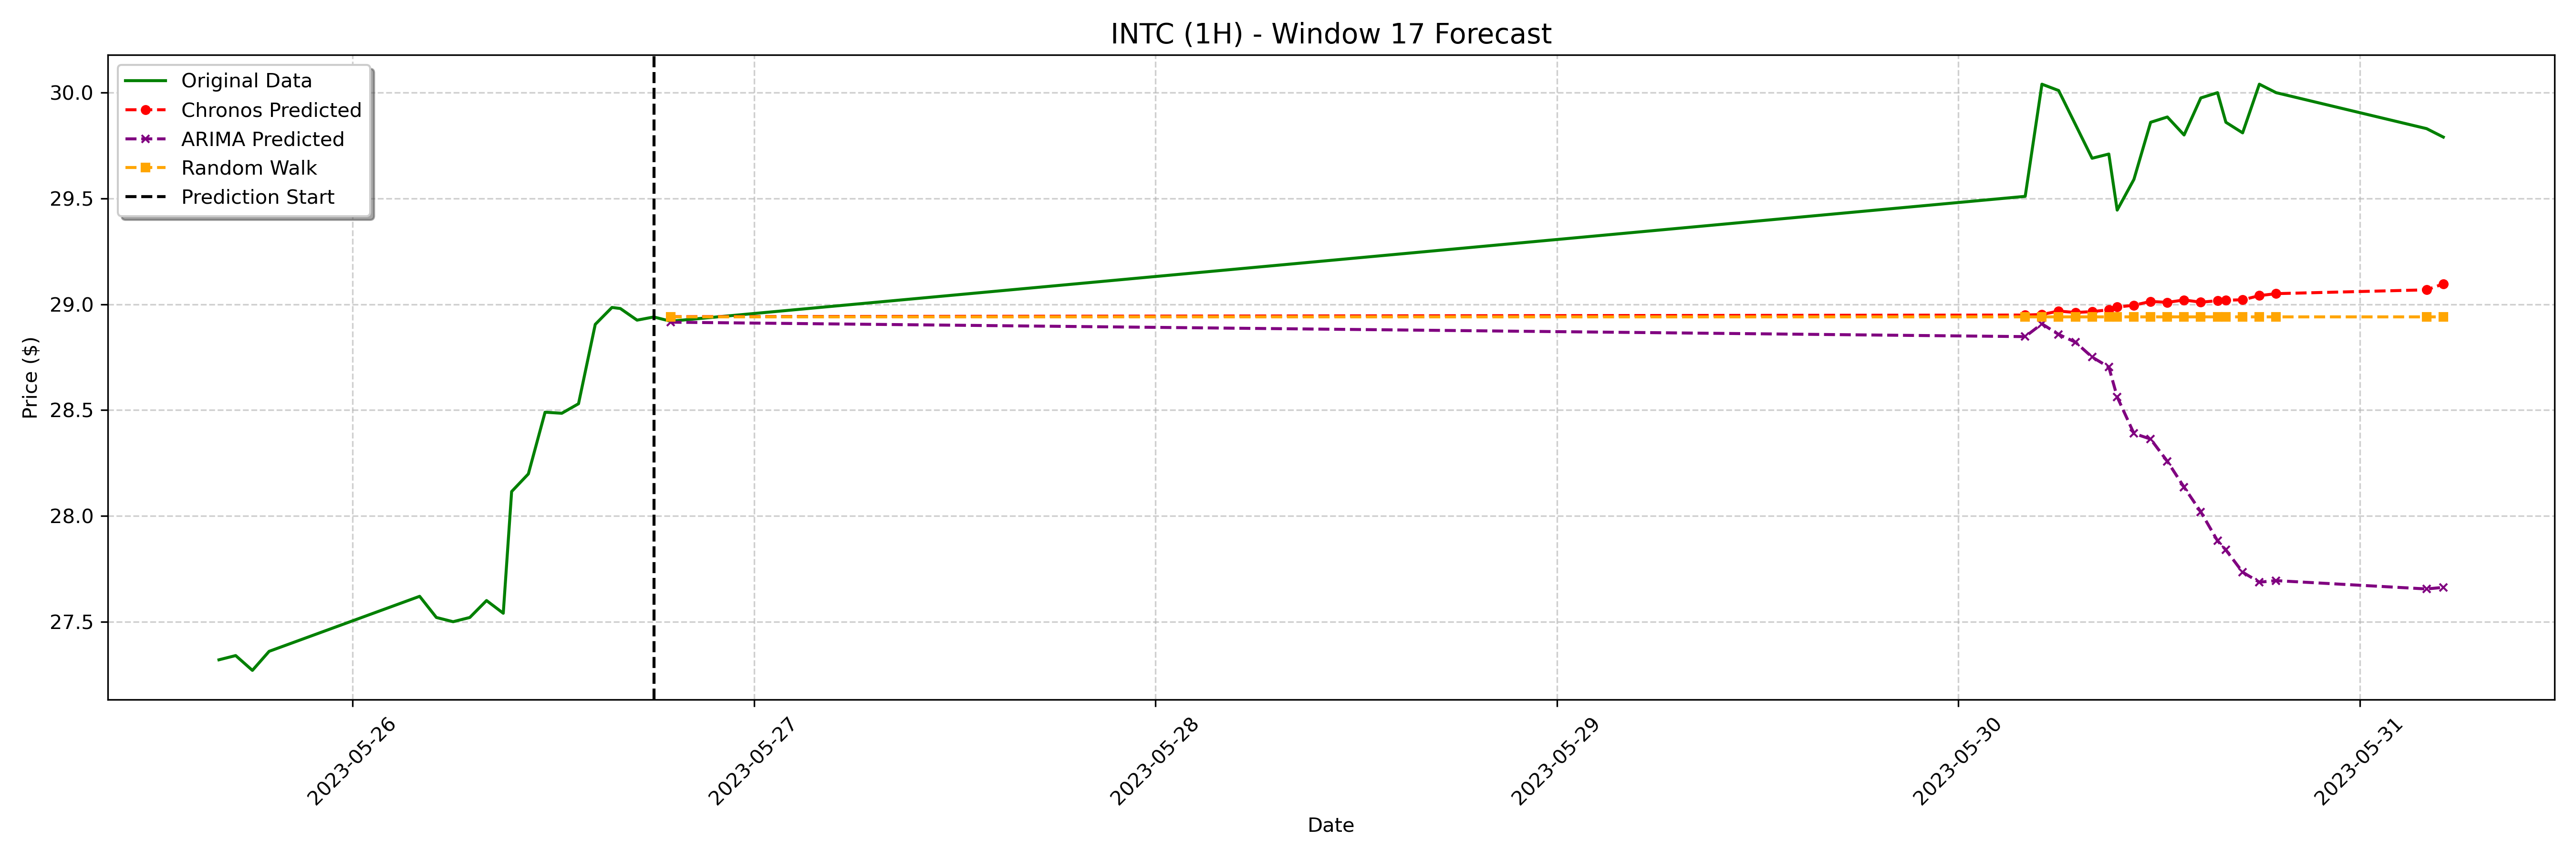 INTC (1H) - Window 17 Forecast
Original Data
Chronos Predicted
ARIMA Predicted
Random Walk
Prediction Start
Price ($)
30.0
29.5
29.0
28.5
28.0
27.5
2023-05-26
2023-05-27
2023-05-28
2023-05-29
2023-05-30
2023-05-31
Date